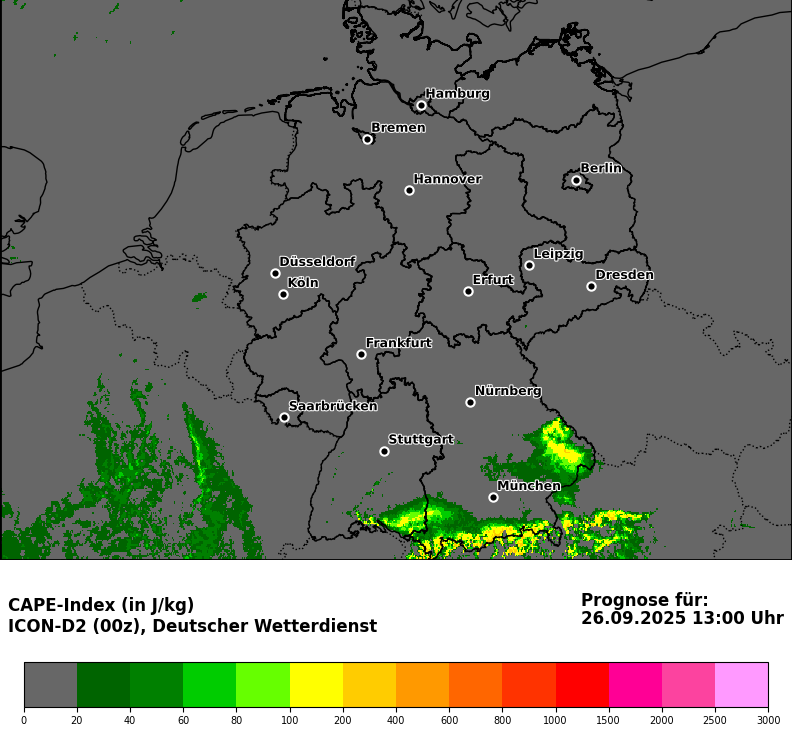 Hamburg
Bremen
Berlin
Hannover
Leipzig
Düsseldorf
Dresden
Köln
Erfurt
Frankfurt
Nürnberg
Saarbrücken
Stuttgart
München
CAPE-Index (in J/kg)
ICON-D2 (00z), Deutscher Wetterdienst
Prognose für:
26.09.2025 13:00 Uhr
0 20 40 60 80 100 200 400 600 800 1000 1500 2000 2500 3000